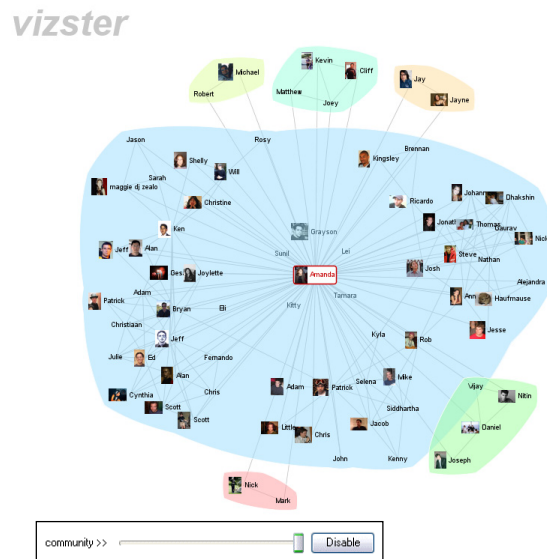 vizster
Kevin
Michael
Cliff
Jay
Robert
Matthew
Joey
Jayne
Jason
Rosy
Brennan
Shelly
Kingsley
Will
Sarah
maggie dj zealo
Christine
Ricardo
Johann
Dhakshin
Ken
Grayson
Jonat
Thomas
Gaurav
Nick
Jeff
Alan
Sunil
Lei
Steve
Nathan
Gesi
Joylette
Amanda
Josh
Alejandra
Adam
Patrick
Bryan
Eli
Kitty
Tamara
Ann
Haufmause
Christiaan
Jeff
Kyla
Rob
Jesse
Julie
Ed
Fernando
Alan
Adam
Patrick
Selena
Mike
Vijay
Nitin
Cynthia
Chris
Scott
Scott
Siddhartha
Little
Chris
Jacob
Daniel
John
Kenny
Joseph
Nick
Mark
community >>
Disable